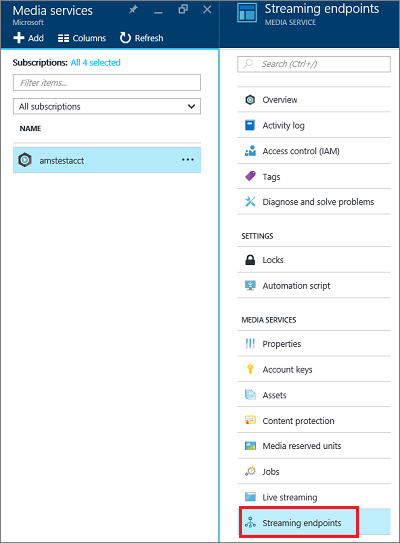 Media services
Microsoft
Add Columns Refresh
Subscriptions: All 4 selected
Filter items...
All subscriptions
NAME
amstestacct
Streaming endpoints
MEDIA SERVICE
Search (Ctrl+/)
Overview
Activity log
Access control (IAM)
Tags
Diagnose and solve problems
SETTINGS
Locks
Automation script
MEDIA SERVICES
Properties
Account keys
Assets
Content protection
Media reserved units
Jobs
Live streaming
Streaming endpoints